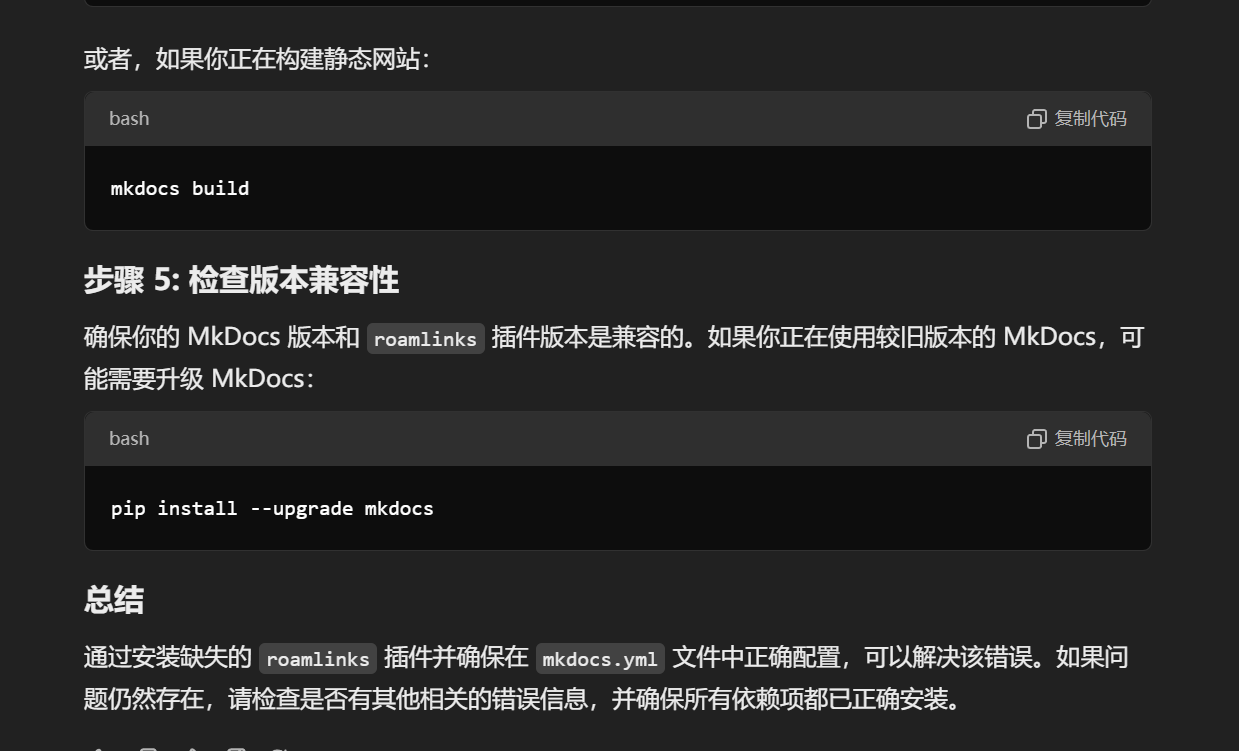 或者，如果你正在构建静态网站：
bash
复制代码
mkdocs build
步骤 5: 检查版本兼容性
确保你的 MkDocs 版本和 roamlinks 插件版本是兼容的。如果你正在使用较旧版本的 MkDocs，可
能需要升级 MkDocs：
bash
复制代码
pip install --upgrade mkdocs
总结
通过安装缺失的 roamlinks 插件并确保在 mkdocs.yml 文件中正确配置，可以解决该错误。如果问
题仍然存在，请检查是否有其他相关的错误信息，并确保所有依赖项都已正确安装。